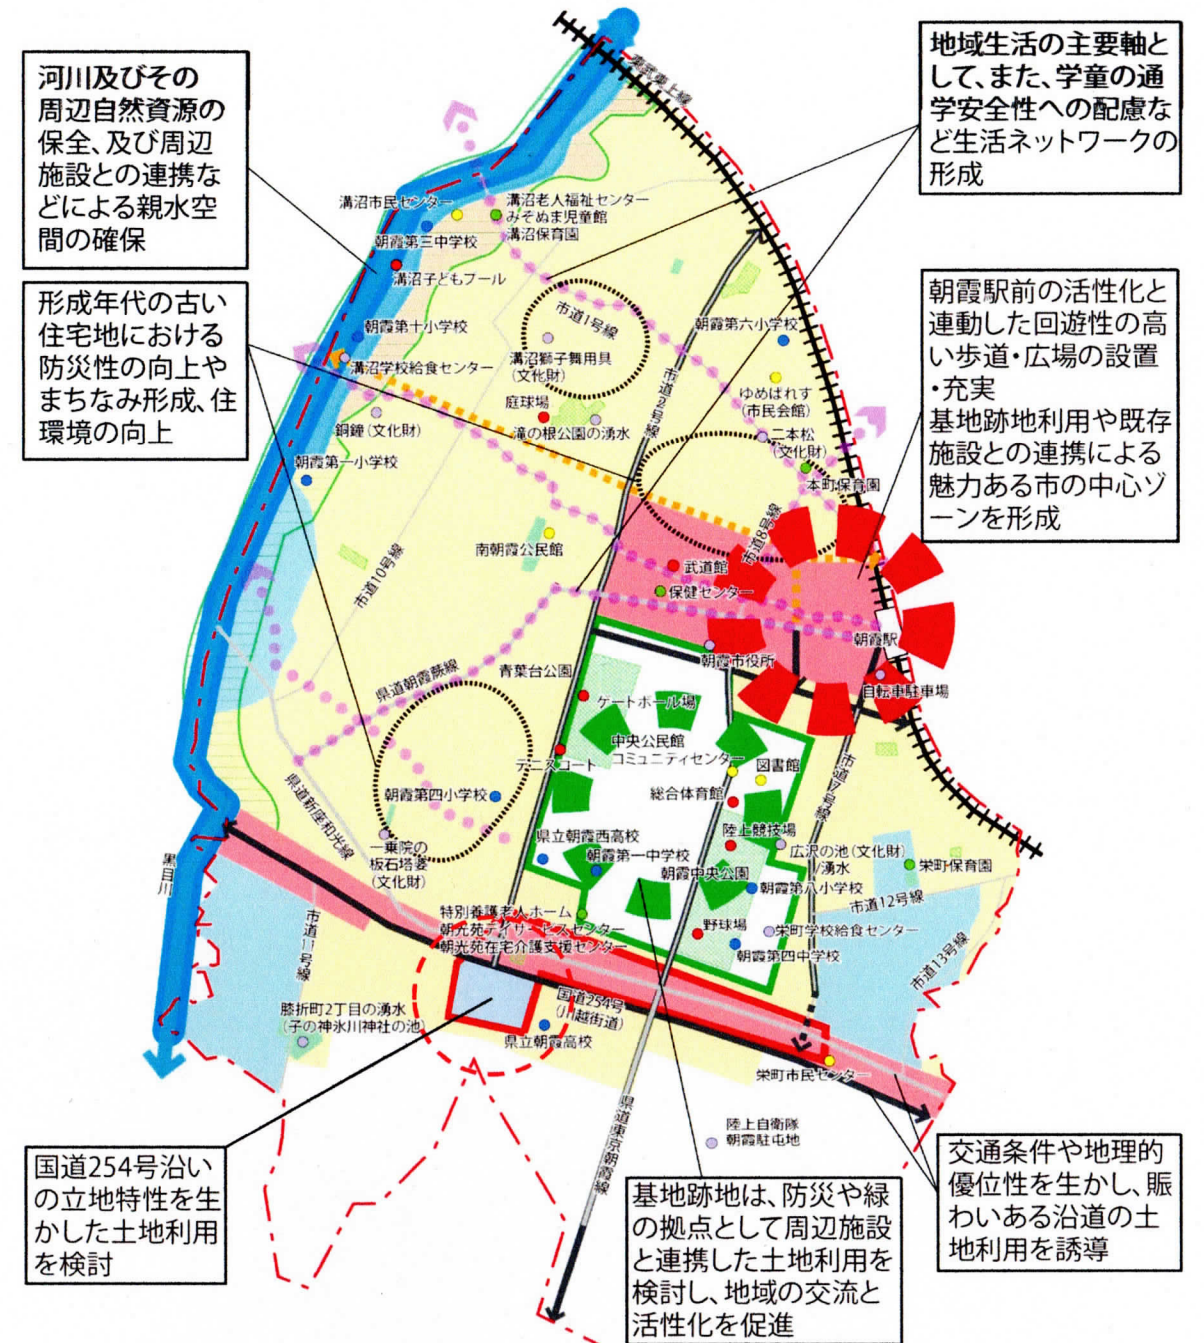 河川及びその
周辺自然資源の
保全、及び周辺
施設との連携な
どによる親水空
間の確保
形成年代の古い
住宅地における
防災性の向上や
まちなみ形成、住
環境の向上
地域生活の主要軸と
して、また、学童の通
学安全性への配慮な
ど生活ネットワークの
形成
朝霞駅前の活性化と
連動した回遊性の高
い歩道・広場の設置
・充実
基地跡地利用や既存
施設との連携による
魅力ある市の中心ゾ
ーンを形成
東武東上線
溝沼市民センター
溝沼老人福祉センター
みぞぬま児童館
溝沼保育園
朝霞第三中学校
溝沼子どもプール
市道1号線
朝霞第十小学校
溝沼学校給食センター
溝沼獅子舞用具
(文化財)
朝霞第六小学校
市道2号線
ゆめぱれす
(市民会館)
庭球場
滝の根公園の湧水
銅鐘(文化財)
二本松
(文化財)
朝霞第一小学校
本町保育園
市道8号線
南朝霞公民館
市道10号線
武道館
保健センター
朝霞駅
朝霞市役所
青葉台公園
県道朝霞蕨線
ゲートボール場
自転車駐車場
中央公民館
コミュニティセンター
テニスコート
図書館
市道7号線
総合体育館
朝霞第四小学校
県道新座和光線
陸上競技場
県立朝霞西高校
一乗院の
板石塔婆
(文化財)
朝霞第一中学校
広沢の池(文化財)
/湧水
栄町保育園
朝霞中央公園
朝霞第八小学校
黒目川
市道12号線
特別養護老人ホーム
朝光苑デイサービスセンター
朝光苑在宅介護支援センター
野球場
栄町学校給食センター
朝霞第四中学校
市道11号線
市道13号線
国道254号
(川越街道)
膝折町2丁目の湧水
(子の神氷川神社の池)
県立朝霞高校
栄町市民センター
県道東京朝霞線
陸上自衛隊
朝霞駐屯地
国道254号沿い
の立地特性を生
かした土地利用
を検討
基地跡地は、防災や緑
の拠点として周辺施設
と連携した土地利用を
検討し、地域の交流と
活性化を促進
交通条件や地理的
優位性を生かし、賑
わいある沿道の土
地利用を誘導